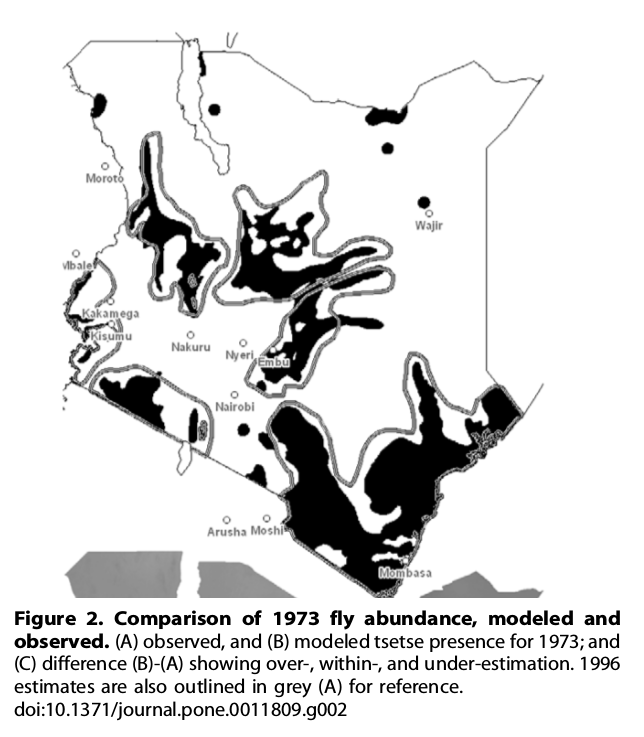 Moroto
Wajir
Mbale
Kakamega
Kisumu
Nakuru
Nyeri
Embu
Nairobi
Arusha Moshi
Mombasa
Figure 2. Comparison of 1973 fly abundance, modeled and
observed. (A) observed, and (B) modeled tsetse presence for 1973; and
(C) difference (B)-(A) showing over-, within-, and under-estimation. 1996
estimates are also outlined in grey (A) for reference.
doi:10.1371/journal.pone.0011809.g002